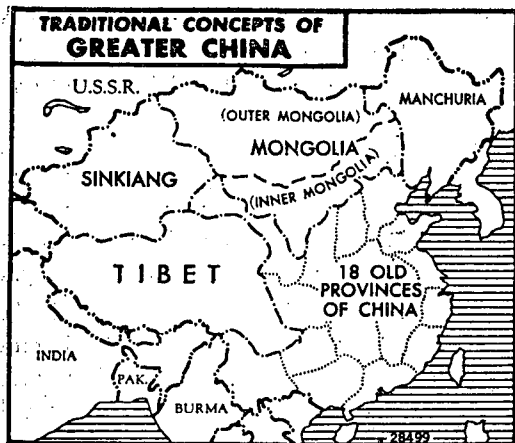 TRADITIONAL CONCEPTS OF
GREATER CHINA
U.S.S.R.
MANCHURIA
(OUTER MONGOLIA)
MONGOLIA
(INNER MONGOLIA)
SINKIANG
TIBET
18 OLD
PROVINCES
OF CHINA
INDIA
PAK.
BURMA
28499